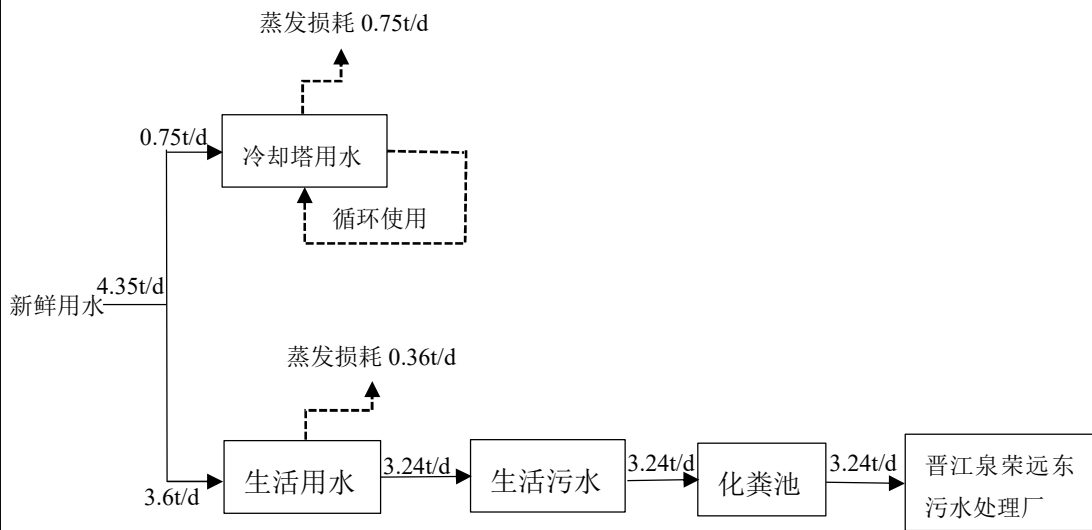 蒸发损耗 0.75t/d
0.75t/d
冷却塔用水
循环使用
4.35t/d
新鲜用水
蒸发损耗 0.36t/d
3.6t/d
生活用水
3.24t/d
生活污水
3.24t/d
化粪池
3.24t/d
晋江泉荣远东
污水处理厂